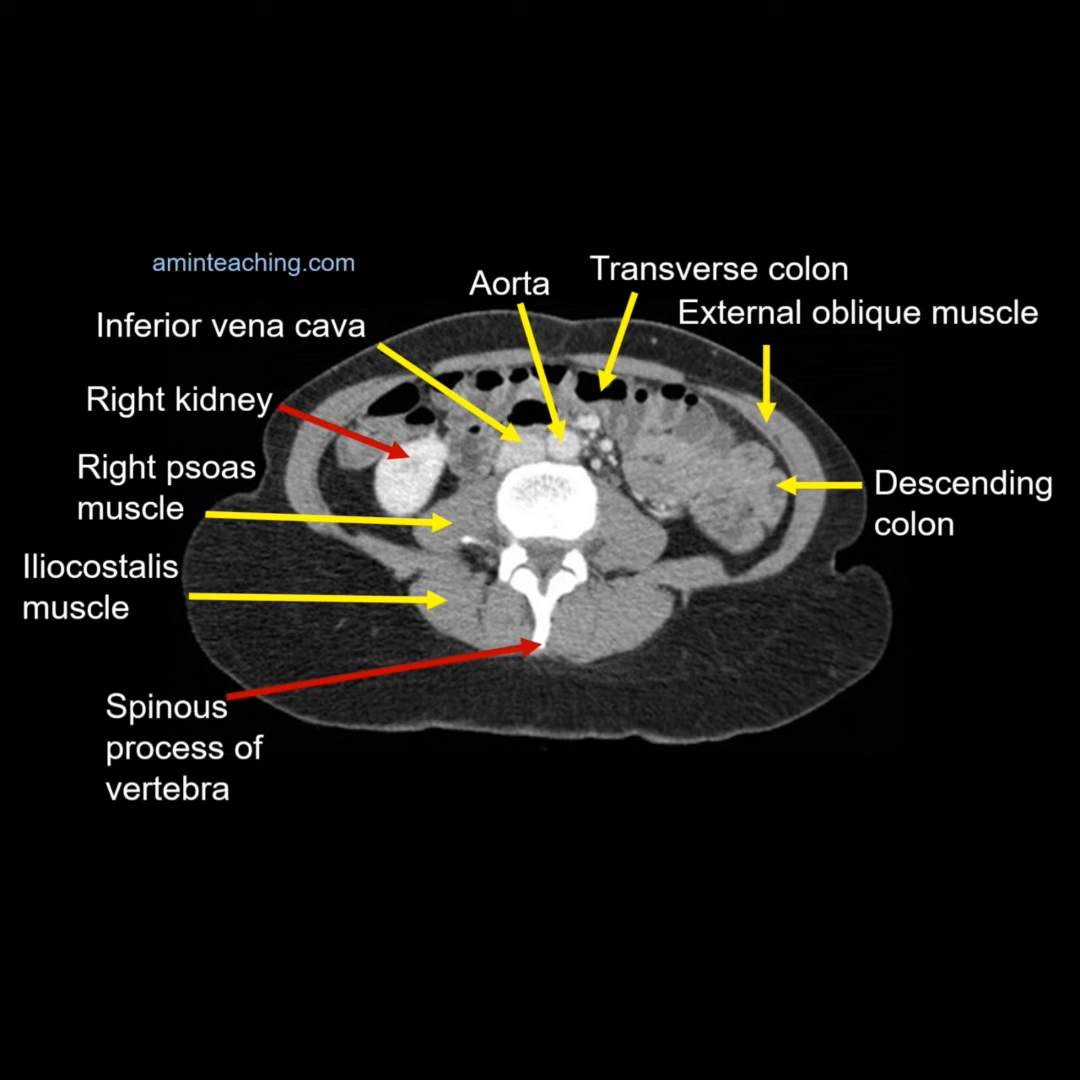 aminteaching.com
Aorta
Transverse colon
External oblique muscle
Inferior vena cava
Right kidney
Right psoas
muscle
Descending
colon
Iliocostalis
muscle
Spinous
process of
vertebra